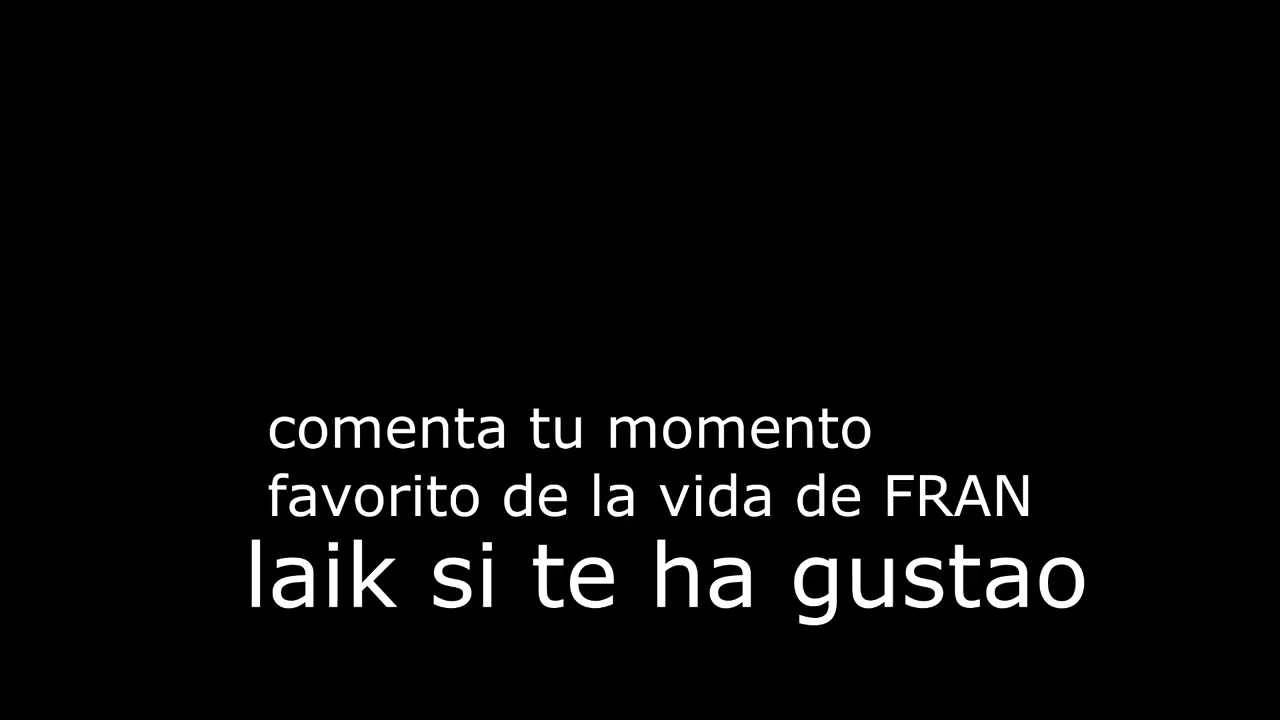 comenta tu momento
favorito de la vida de FRAN
laik si te ha gustao